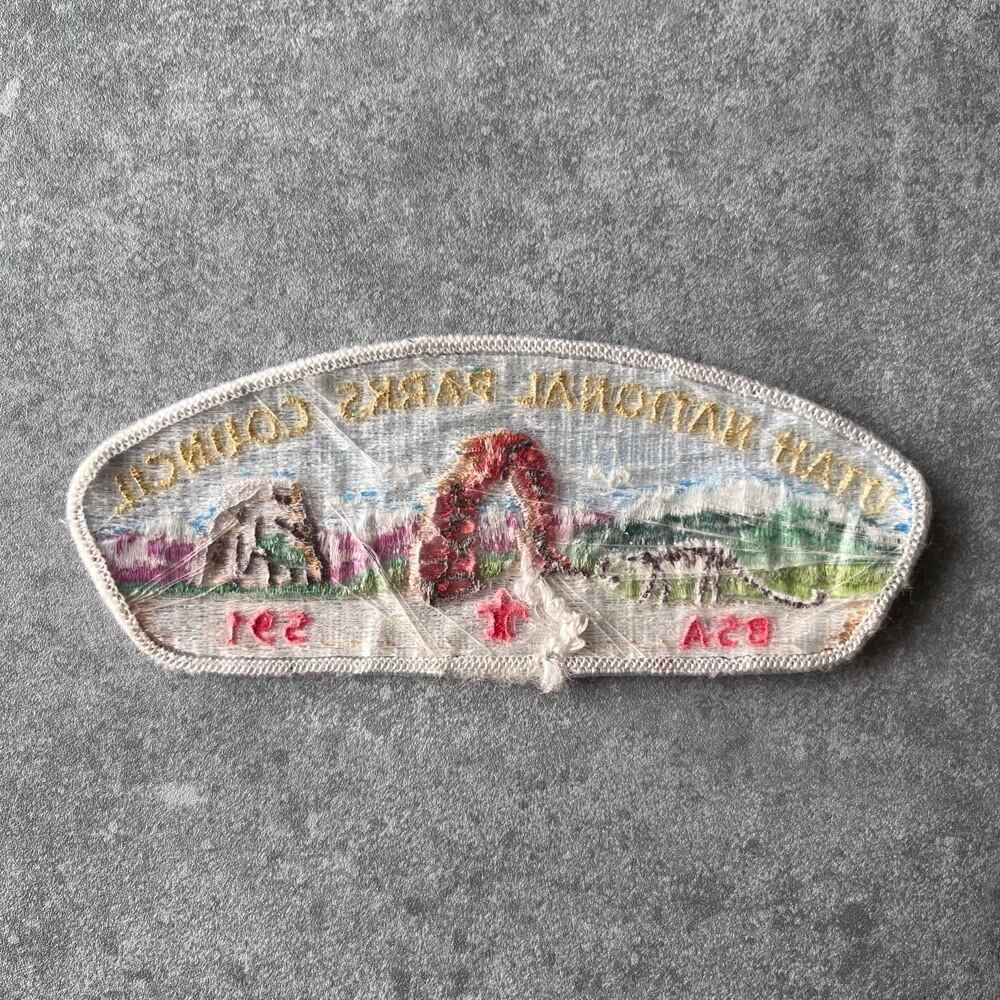 UTAH NATIONAL PARKS COUNCIL
BSA 591